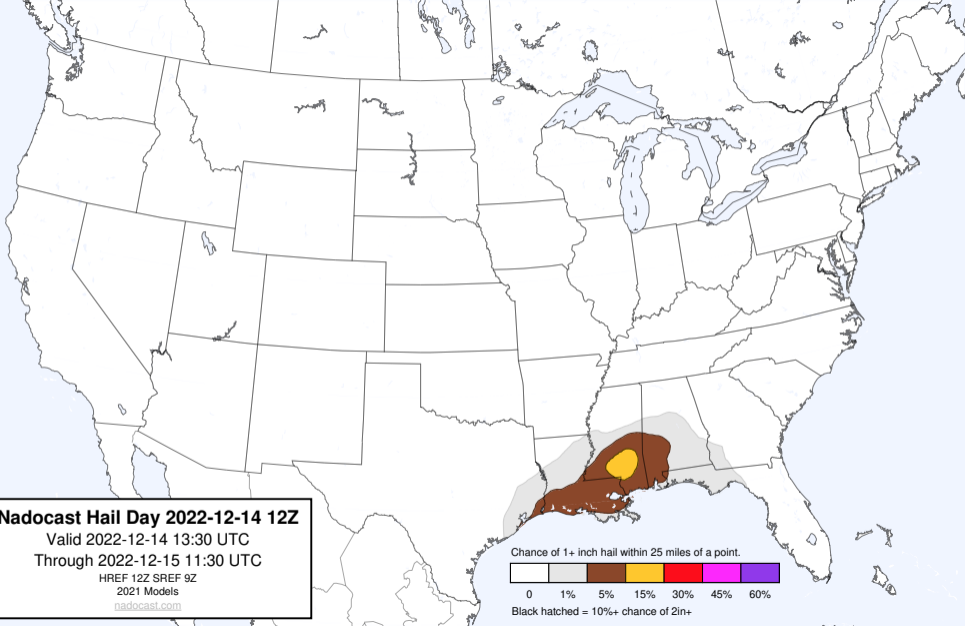 Nadocast Hail Day 2022-12-14 12Z
Valid 2022-12-14 13:30 UTC
Through 2022-12-15 11:30 UTC
HREF 12Z SREF 9Z
2021 Models
nadocast.com
Chance of 1+ inch hail within 25 miles of a point.
0 1% 5% 15% 30% 45% 60%
Black hatched = 10%+ chance of 2in+